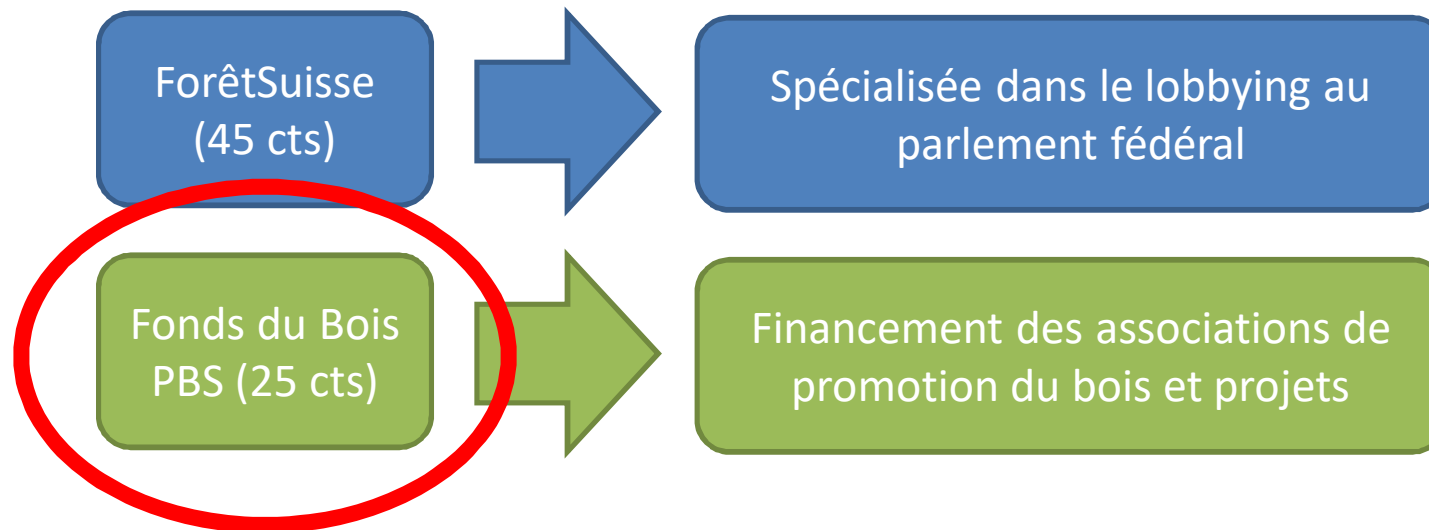 ForêtSuisse
(45 cts)
Spécialisée dans le lobbying au
parlement fédéral
Fonds du Bois
PBS (25 cts)
Financement des associations de
promotion du bois et projets